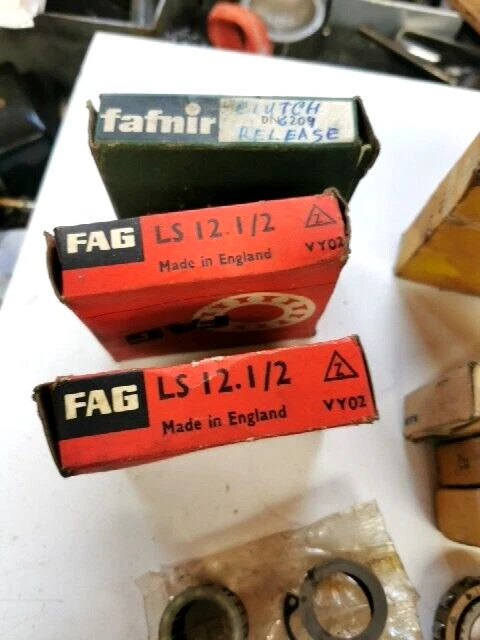 fafnir
CLUTCH
RELEASE
FAG
LS 12.1/2
Z
Made in England
VY02
FAG
FAG
LS 12.1/2
Z
Made in England
VY02